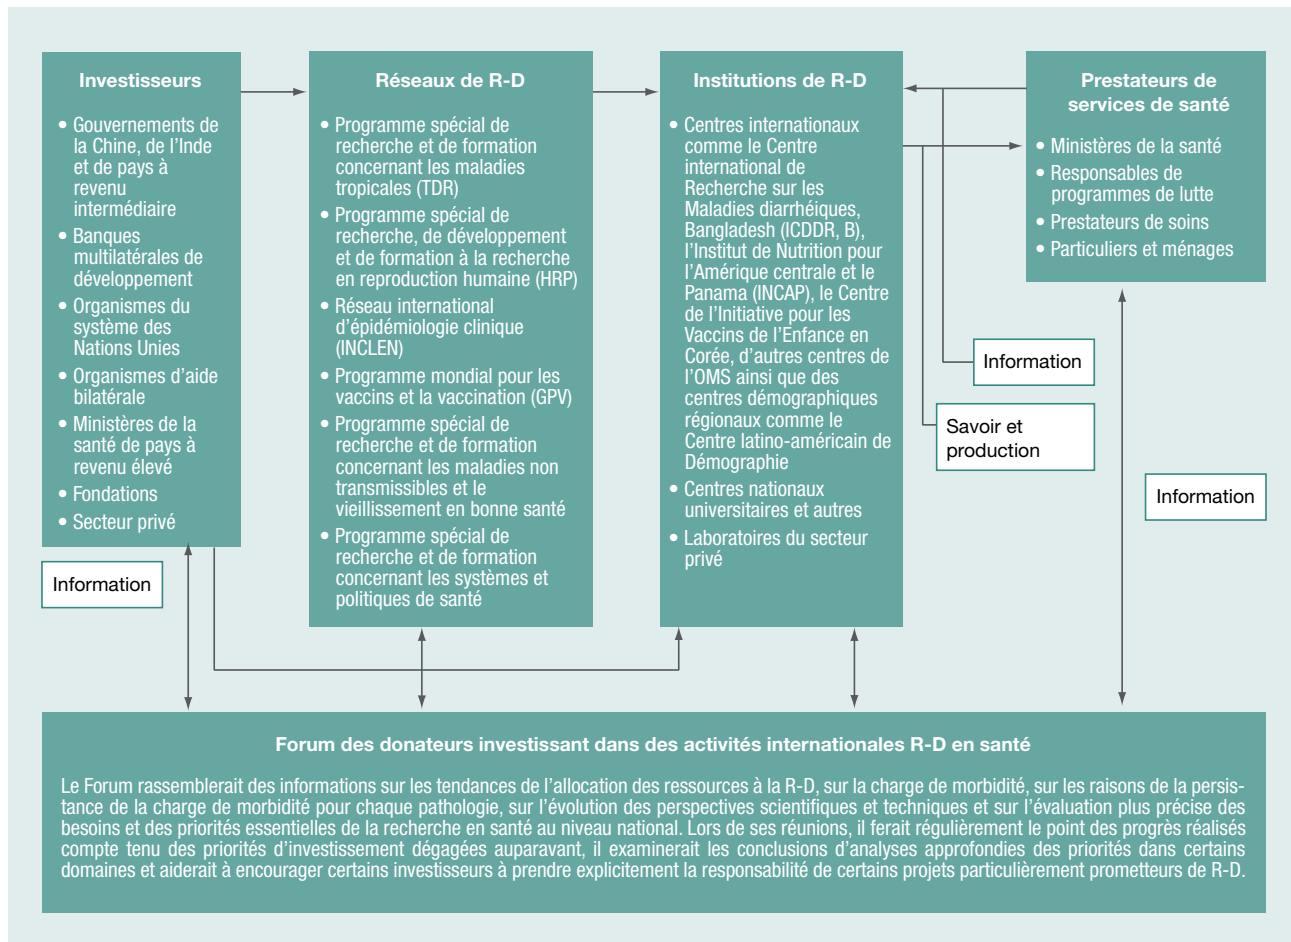 Investisseurs
• Gouvernements de
la Chine, de l’Inde
et de pays à
revenu
intermédiaire
• Banques
multilatérales de
développement
• Organismes du
système des
Nations Unies
• Organismes d’aide
bilatérale
• Ministères de la
santé de pays à
revenu élevé
• Fondations
• Secteur privé
Réseaux de R-D
• Programme spécial de
recherche et de formation
concernant les maladies
tropicales (TDR)
• Programme spécial de
recherche, de développement
et de formation à la recherche
en reproduction humaine (HRP)
• Réseau international
d’épidémiologie clinique
(INCLEN)
• Programme mondial pour les
vaccins et la vaccination (GPV)
• Programme spécial de
recherche et de formation
concernant les maladies non
transmissibles et le
vieillissement en bonne santé
• Programme spécial de
recherche et de formation
concernant les systèmes et
politiques de santé
Institutions de R-D
• Centres internationaux
comme le Centre
international de
Recherche sur les
Maladies diarrhéiques,
Bangladesh (ICDDR, B),
l’Institut de Nutrition pour
l’Amérique centrale et le
Panama (INCAP), le Centre
de l’Initiative pour les
Vaccins de l’Enfance en
Corée, d’autres centres de
l’OMS ainsi que des
centres démographiques
régionaux comme le
Centre latino-américain de
Démographie
• Centres nationaux
universitaires et autres
• Laboratoires du secteur
privé
Prestateurs de
services de santé
• Ministères de la santé
• Responsables de
programmes de lutte
• Prestateurs de soins
• Particuliers et ménages
Information
Savoir et
production
Information
Information
Forum des donateurs investissant dans des activités internationales R-D en santé
Le Forum rassemblerait des informations sur les tendances de l’allocation des ressources à la R-D, sur la charge de morbidité, sur les raisons de la persis-
tance de la charge de morbidité pour chaque pathologie, sur l’évolution des perspectives scientifiques et techniques et sur l’évaluation plus précise des
besoins et des priorités essentielles de la recherche en santé au niveau national. Lors de ses réunions, il ferait régulièrement le point des progrès réalisés
compte tenu des priorités d’investissement dégagées auparavant, il examinerait les conclusions d’analyses approfondies des priorités dans certains
domaines et aiderait à encourager certains investisseurs à prendre explicitement la responsabilité de certains projets particulièrement prometteurs de R-D.